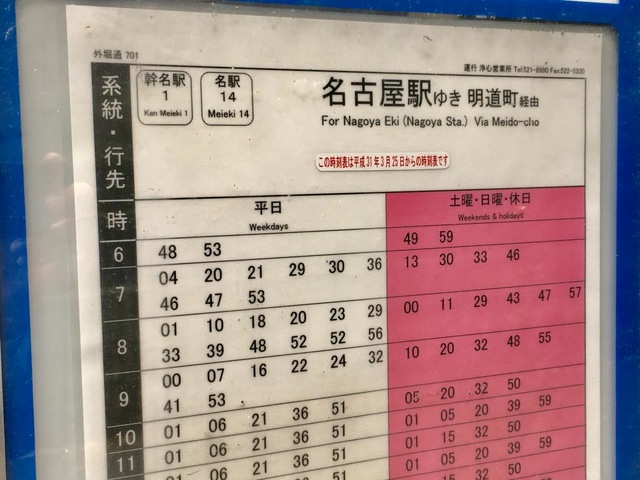 外堀通 701
運行 浄心営業所 Tel:521-8990 Fax:522-5330
系統・行先
幹名駅 1 Kan Meieki 1
名駅 14 Meieki 14
名古屋駅ゆき 明道町経由
For Nagoya Eki (Nagoya Sta.) Via Meido-cho
この時刻表は平成31年3月25日からの時刻表です
時
平日
Weekdays
土曜・日曜・休日
Weekends & holidays
6 48 53 49 59
7 04 20 21 29 30 36 13 30 33 46
46 47 53
8 01 10 18 20 23 29 00 11 29 43 47 57
33 39 48 52 52 56
9 00 07 16 22 24 32 10 20 32 48 55
41 53
10 01 06 21 36 51 05 20 32 50
11 01 06 21 36 51 01 05 20 39 59
01 06 21 36 51 01 15 32 50
01 05 20 39 59